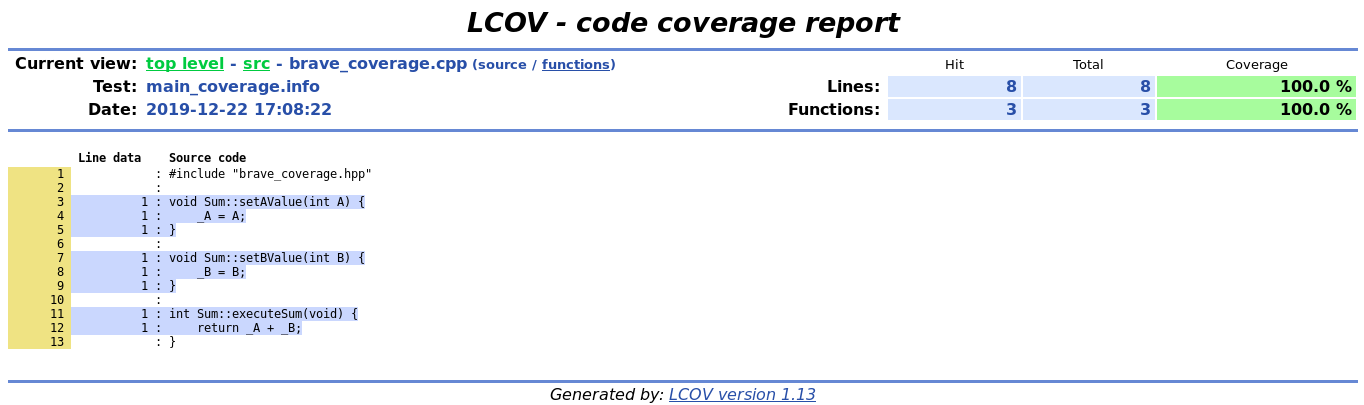 LCOV - code coverage report
Current view: top level - src - brave_coverage.cpp (source / functions) Hit Total Coverage
Test: main_coverage.info Lines: 8 8 100.0 %
Date: 2019-12-22 17:08:22 Functions: 3 3 100.0 %
Line data Source code
1 : #include "brave_coverage.hpp"
2 :
3 1 : void Sum::setAValue(int A) {
4 1 :     _A = A;
5 1 : }
6 :
7 1 : void Sum::setBValue(int B) {
8 1 :     _B = B;
9 1 : }
10 :
11 1 : int Sum::executeSum(void) {
12 1 :     return _A + _B;
13 : }
Generated by: LCOV version 1.13